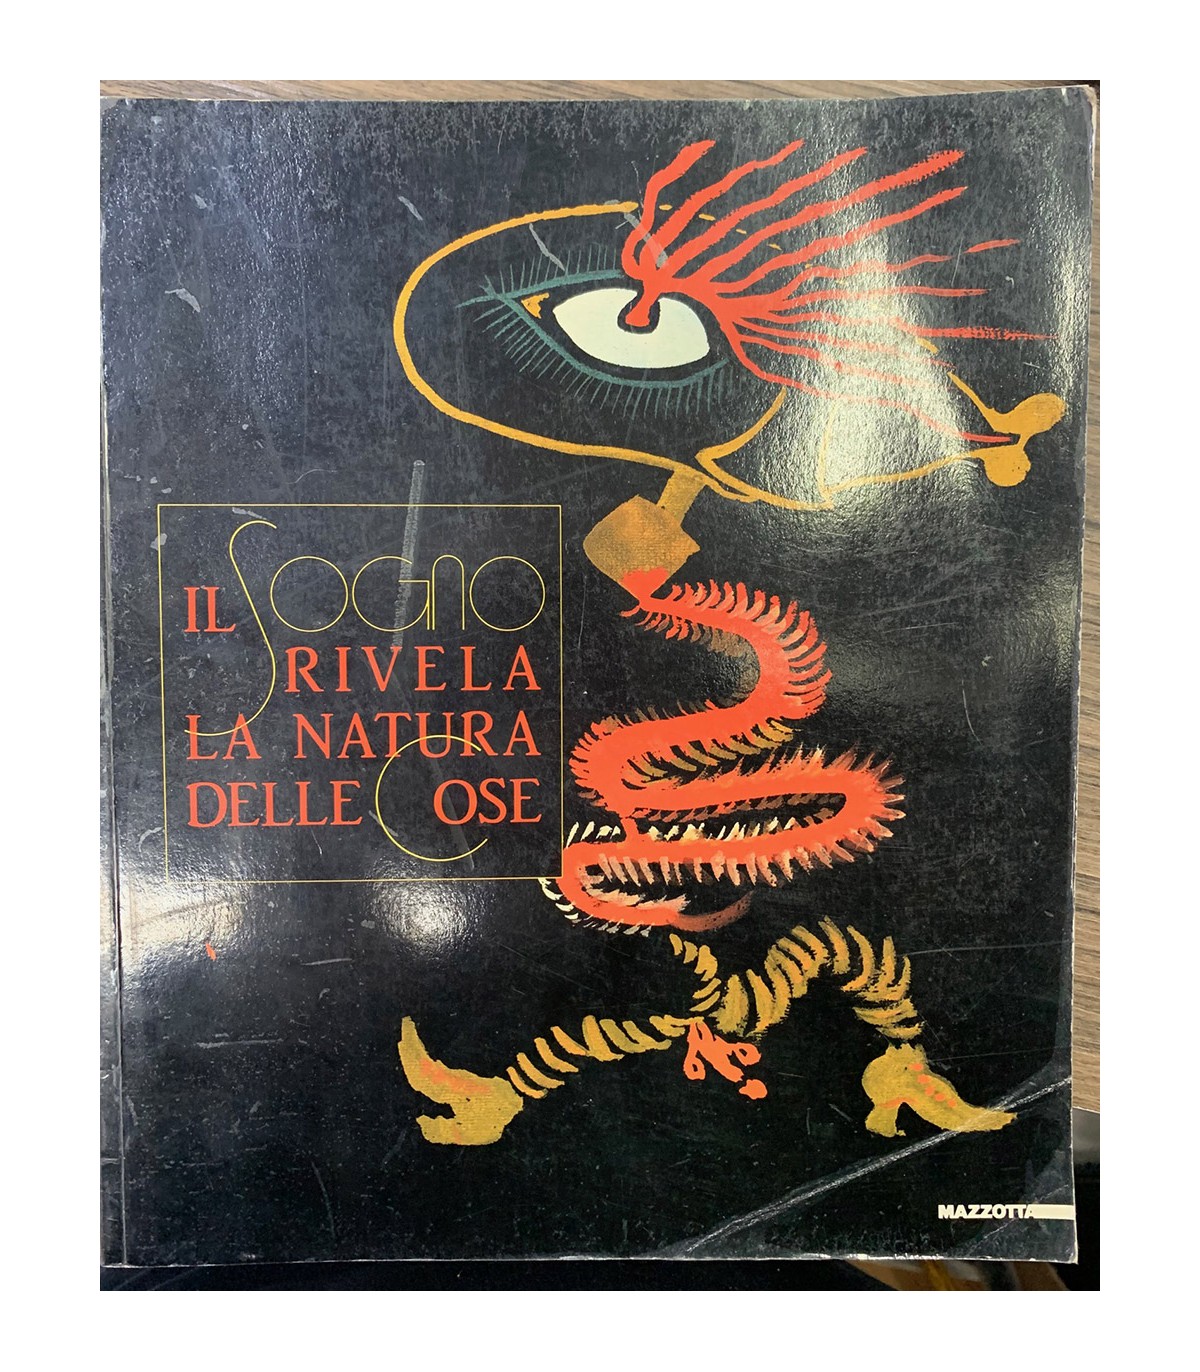 IL SOGNO
RIVELA
LA NATURA
DELLE COSE
MAZZOTTA